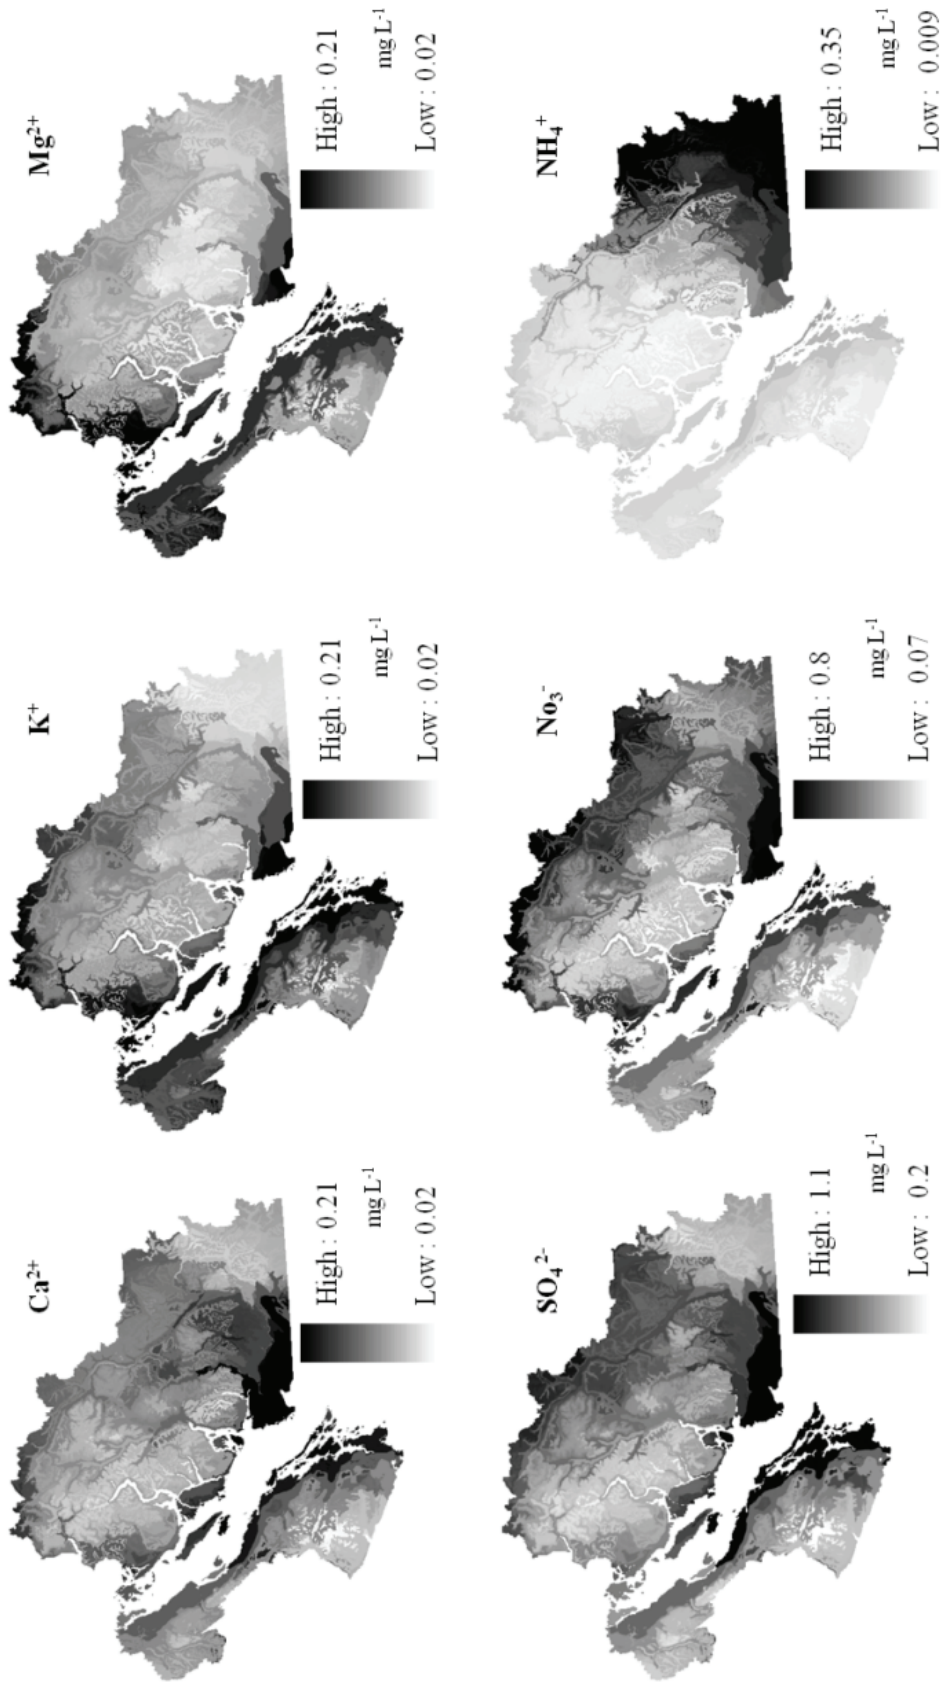 Ca²⁺
High : 0.21
mg L⁻¹
Low : 0.02
K⁺
High : 0.21
mg L⁻¹
Low : 0.02
Mg²⁺
High : 0.21
mg L⁻¹
Low : 0.02
SO₄²⁻
High : 1.1
mg L⁻¹
Low : 0.2
No₃⁻
High : 0.8
mg L⁻¹
Low : 0.07
NH₄⁺
High : 0.35
mg L⁻¹
Low : 0.009